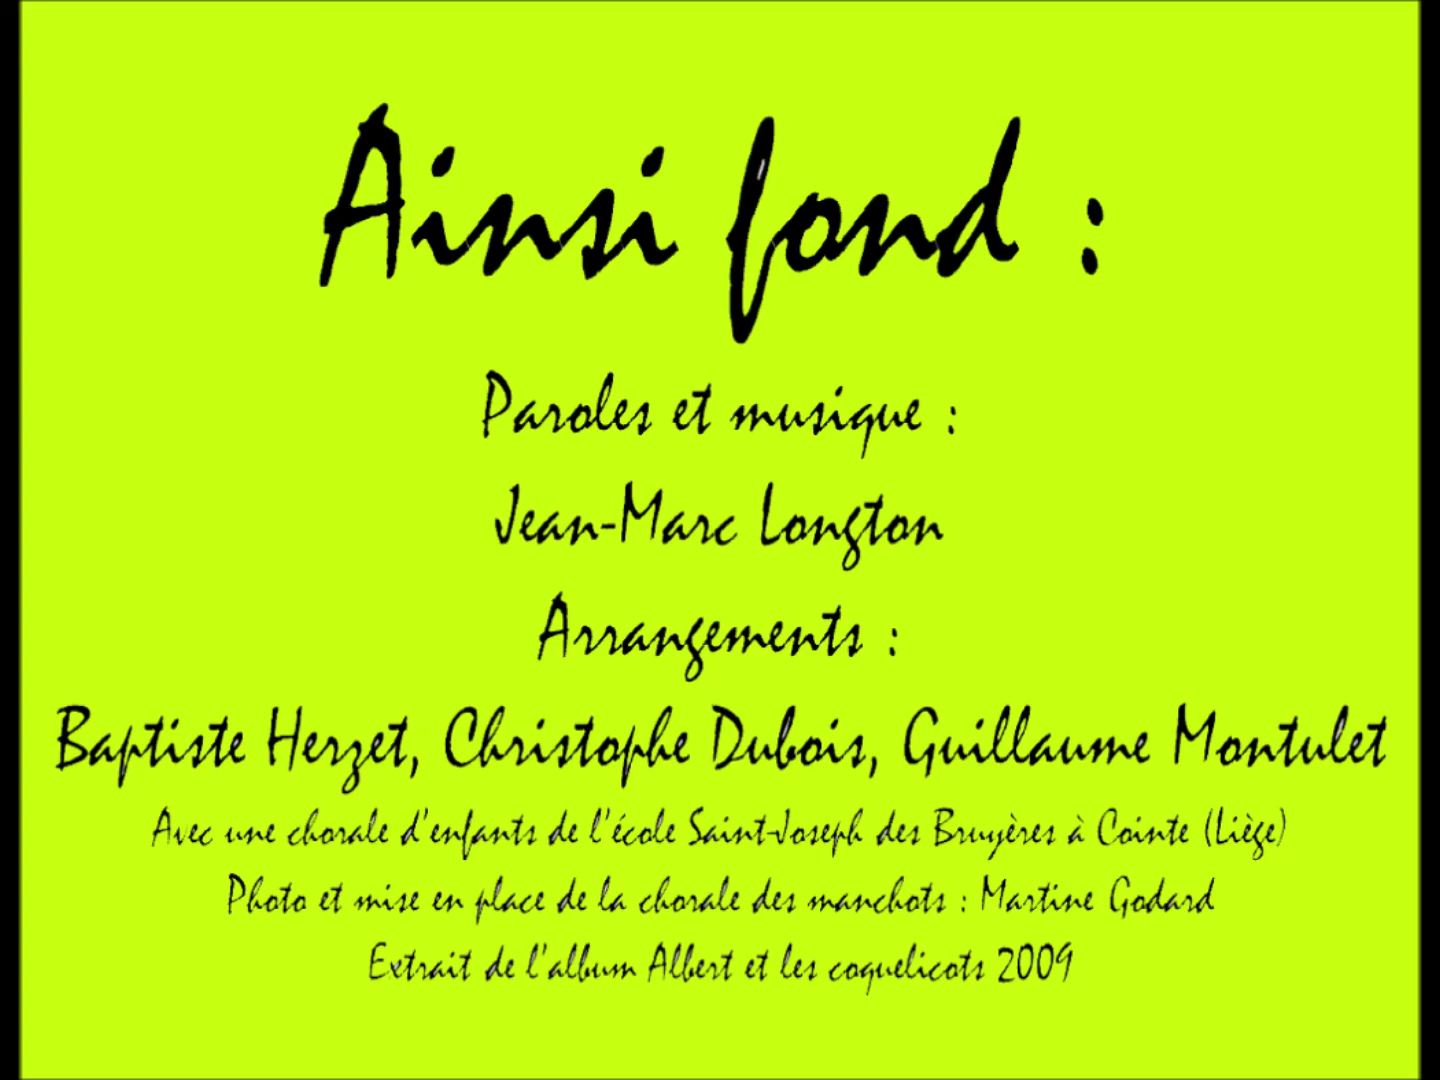 Ainsi fond :
Paroles et musique :
Jean-Marc Longton
Arrangements :
Baptiste Herzet, Christophe Dubois, Guillaume Montulet
Avec une chorale d'enfants de l'école Saint-Joseph des Bruyères à Cointe (Liège)
Photo et mise en place de la chorale des manchots : Martine Godard
Extrait de l'album Albert et les coquelicots 2009